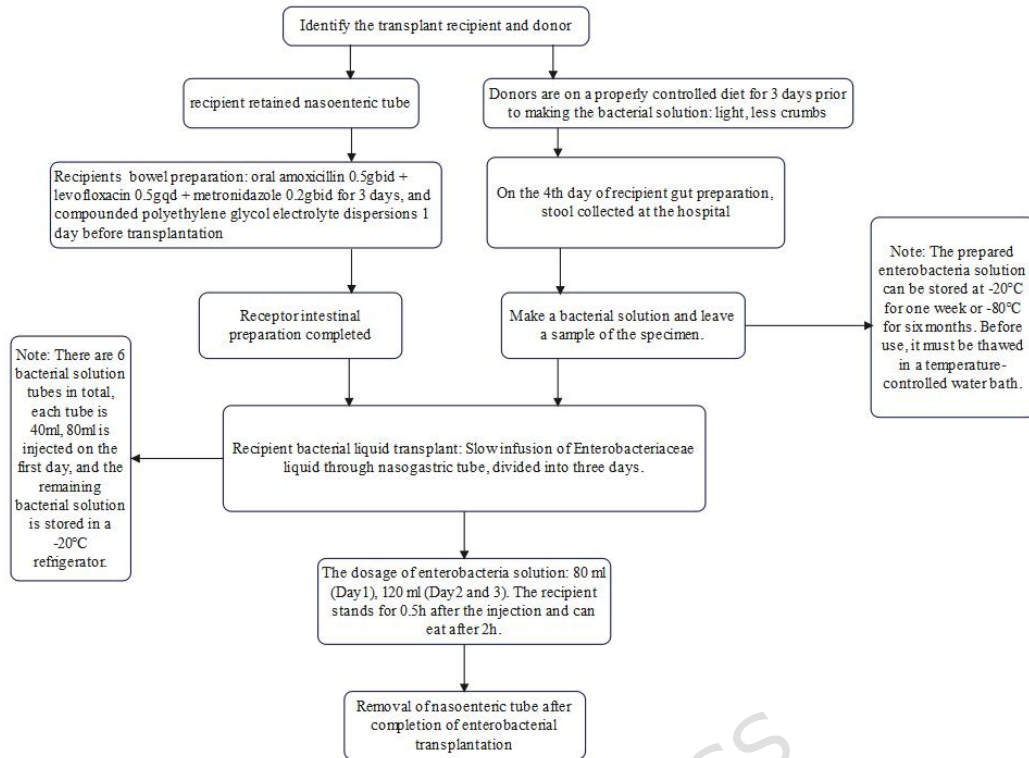 Identify the transplant recipient and donor
recipient retained nasoenteric tube
Donors are on a properly controlled diet for 3 days prior
to making the bacterial solution: light, less crumbs
Recipients bowel preparation: oral amoxicillin 0.5gbid +
levofloxacin 0.5gqd + metronidazole 0.2gbid for 3 days, and
compounded polyethylene glycol electrolyte dispersions 1
day before transplantation
On the 4th day of recipient gut preparation,
stool collected at the hospital
Receptor intestinal
preparation completed
Make a bacterial solution and leave
a sample of the specimen.
Note: The prepared
enterobacteria solution
can be stored at -20°C
for one week or -80°C
for six months. Before
use, it must be thawed
in a temperature-
controlled water bath.
Note: There are 6
bacterial solution
tubes in total,
each tube is
40ml, 80ml is
injected on the
first day, and the
remaining
bacterial solution
is stored in a
-20°C
refrigerator.
Recipient bacterial liquid transplant: Slow infusion of Enterobacteriaceae
liquid through nasogastric tube, divided into three days.
The dosage of enterobacteria solution: 80 ml
(Day1), 120 ml (Day2 and 3). The recipient
stands for 0.5h after the injection and can
eat after 2h.
Removal of nasoenteric tube after
completion of enterobacterial
transplantation